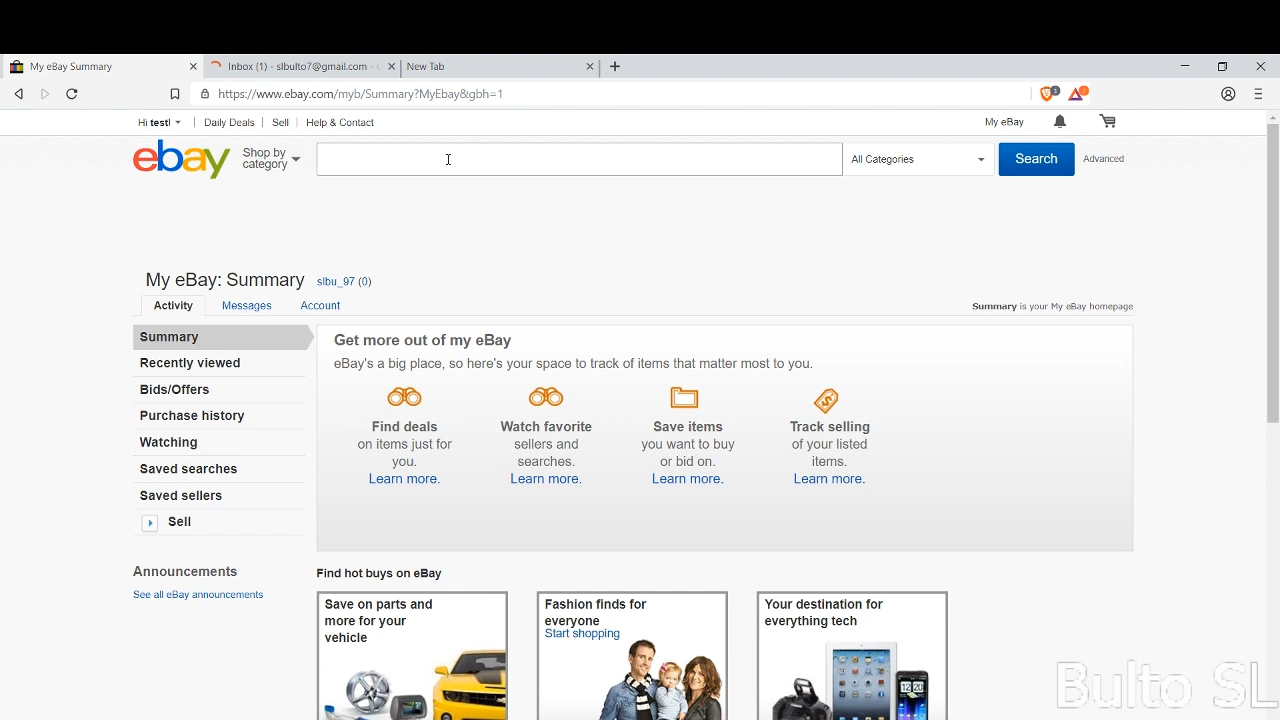 My eBay Summary
Inbox (1) - slbulto7@gmail.com -
New Tab
https://www.ebay.com/myb/Summary?MyEbay&gbh=1
3
2
Hi test! Daily Deals Sell Help & Contact My eBay
ebay
Shop by
category
All Categories
Search
Advanced
My eBay: Summary slbu_97 (0)
Activity Messages Account
Summary is your My eBay homepage
Summary
Recently viewed
Bids/Offers
Purchase history
Watching
Saved searches
Saved sellers
Sell
Announcements
See all eBay announcements
Get more out of my eBay
eBay's a big place, so here's your space to track of items that matter most to you.
Find deals
on items just for
you.
Learn more.
Watch favorite
sellers and
searches.
Learn more.
Save items
you want to buy
or bid on.
Learn more.
Track selling
of your listed
items.
Learn more.
Find hot buys on eBay
Save on parts and
more for your
vehicle
Fashion finds for
everyone
Start shopping
Your destination for
everything tech
12 20
Bulto SL